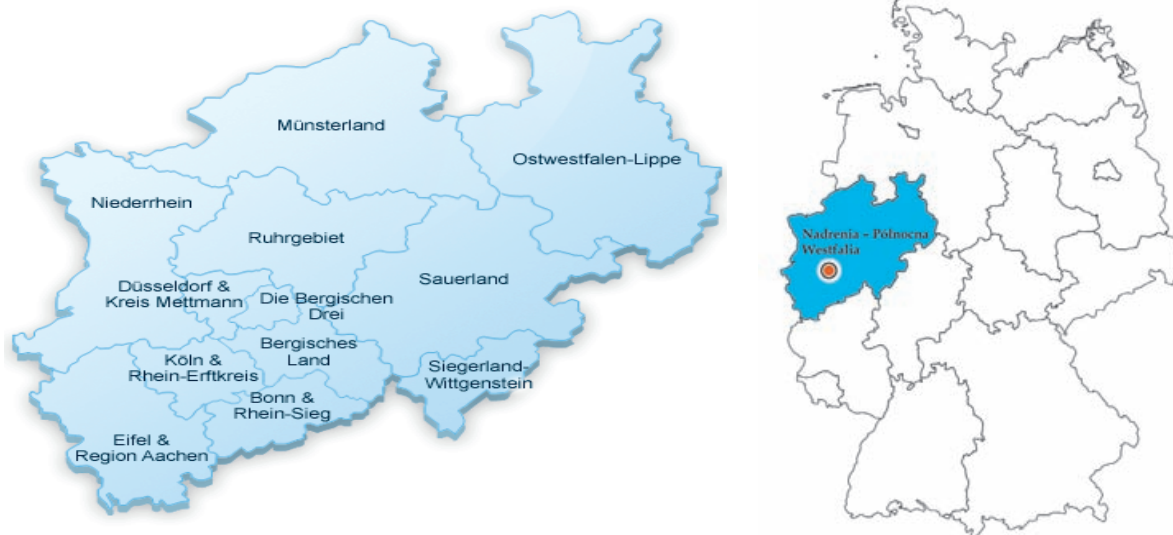 Münsterland
Ostwestfalen-Lippe
Niederrhein
Ruhrgebiet
Sauerland
Düsseldorf &
Kreis Mettmann
Die Bergischen
Drei
Bergisches
Land
Köln &
Rhein-Erftkreis
Siegerland-
Wittgenstein
Bonn &
Rhein-Sieg
Eifel &
Region Aachen
Nadrenia – Północna
Westfalia